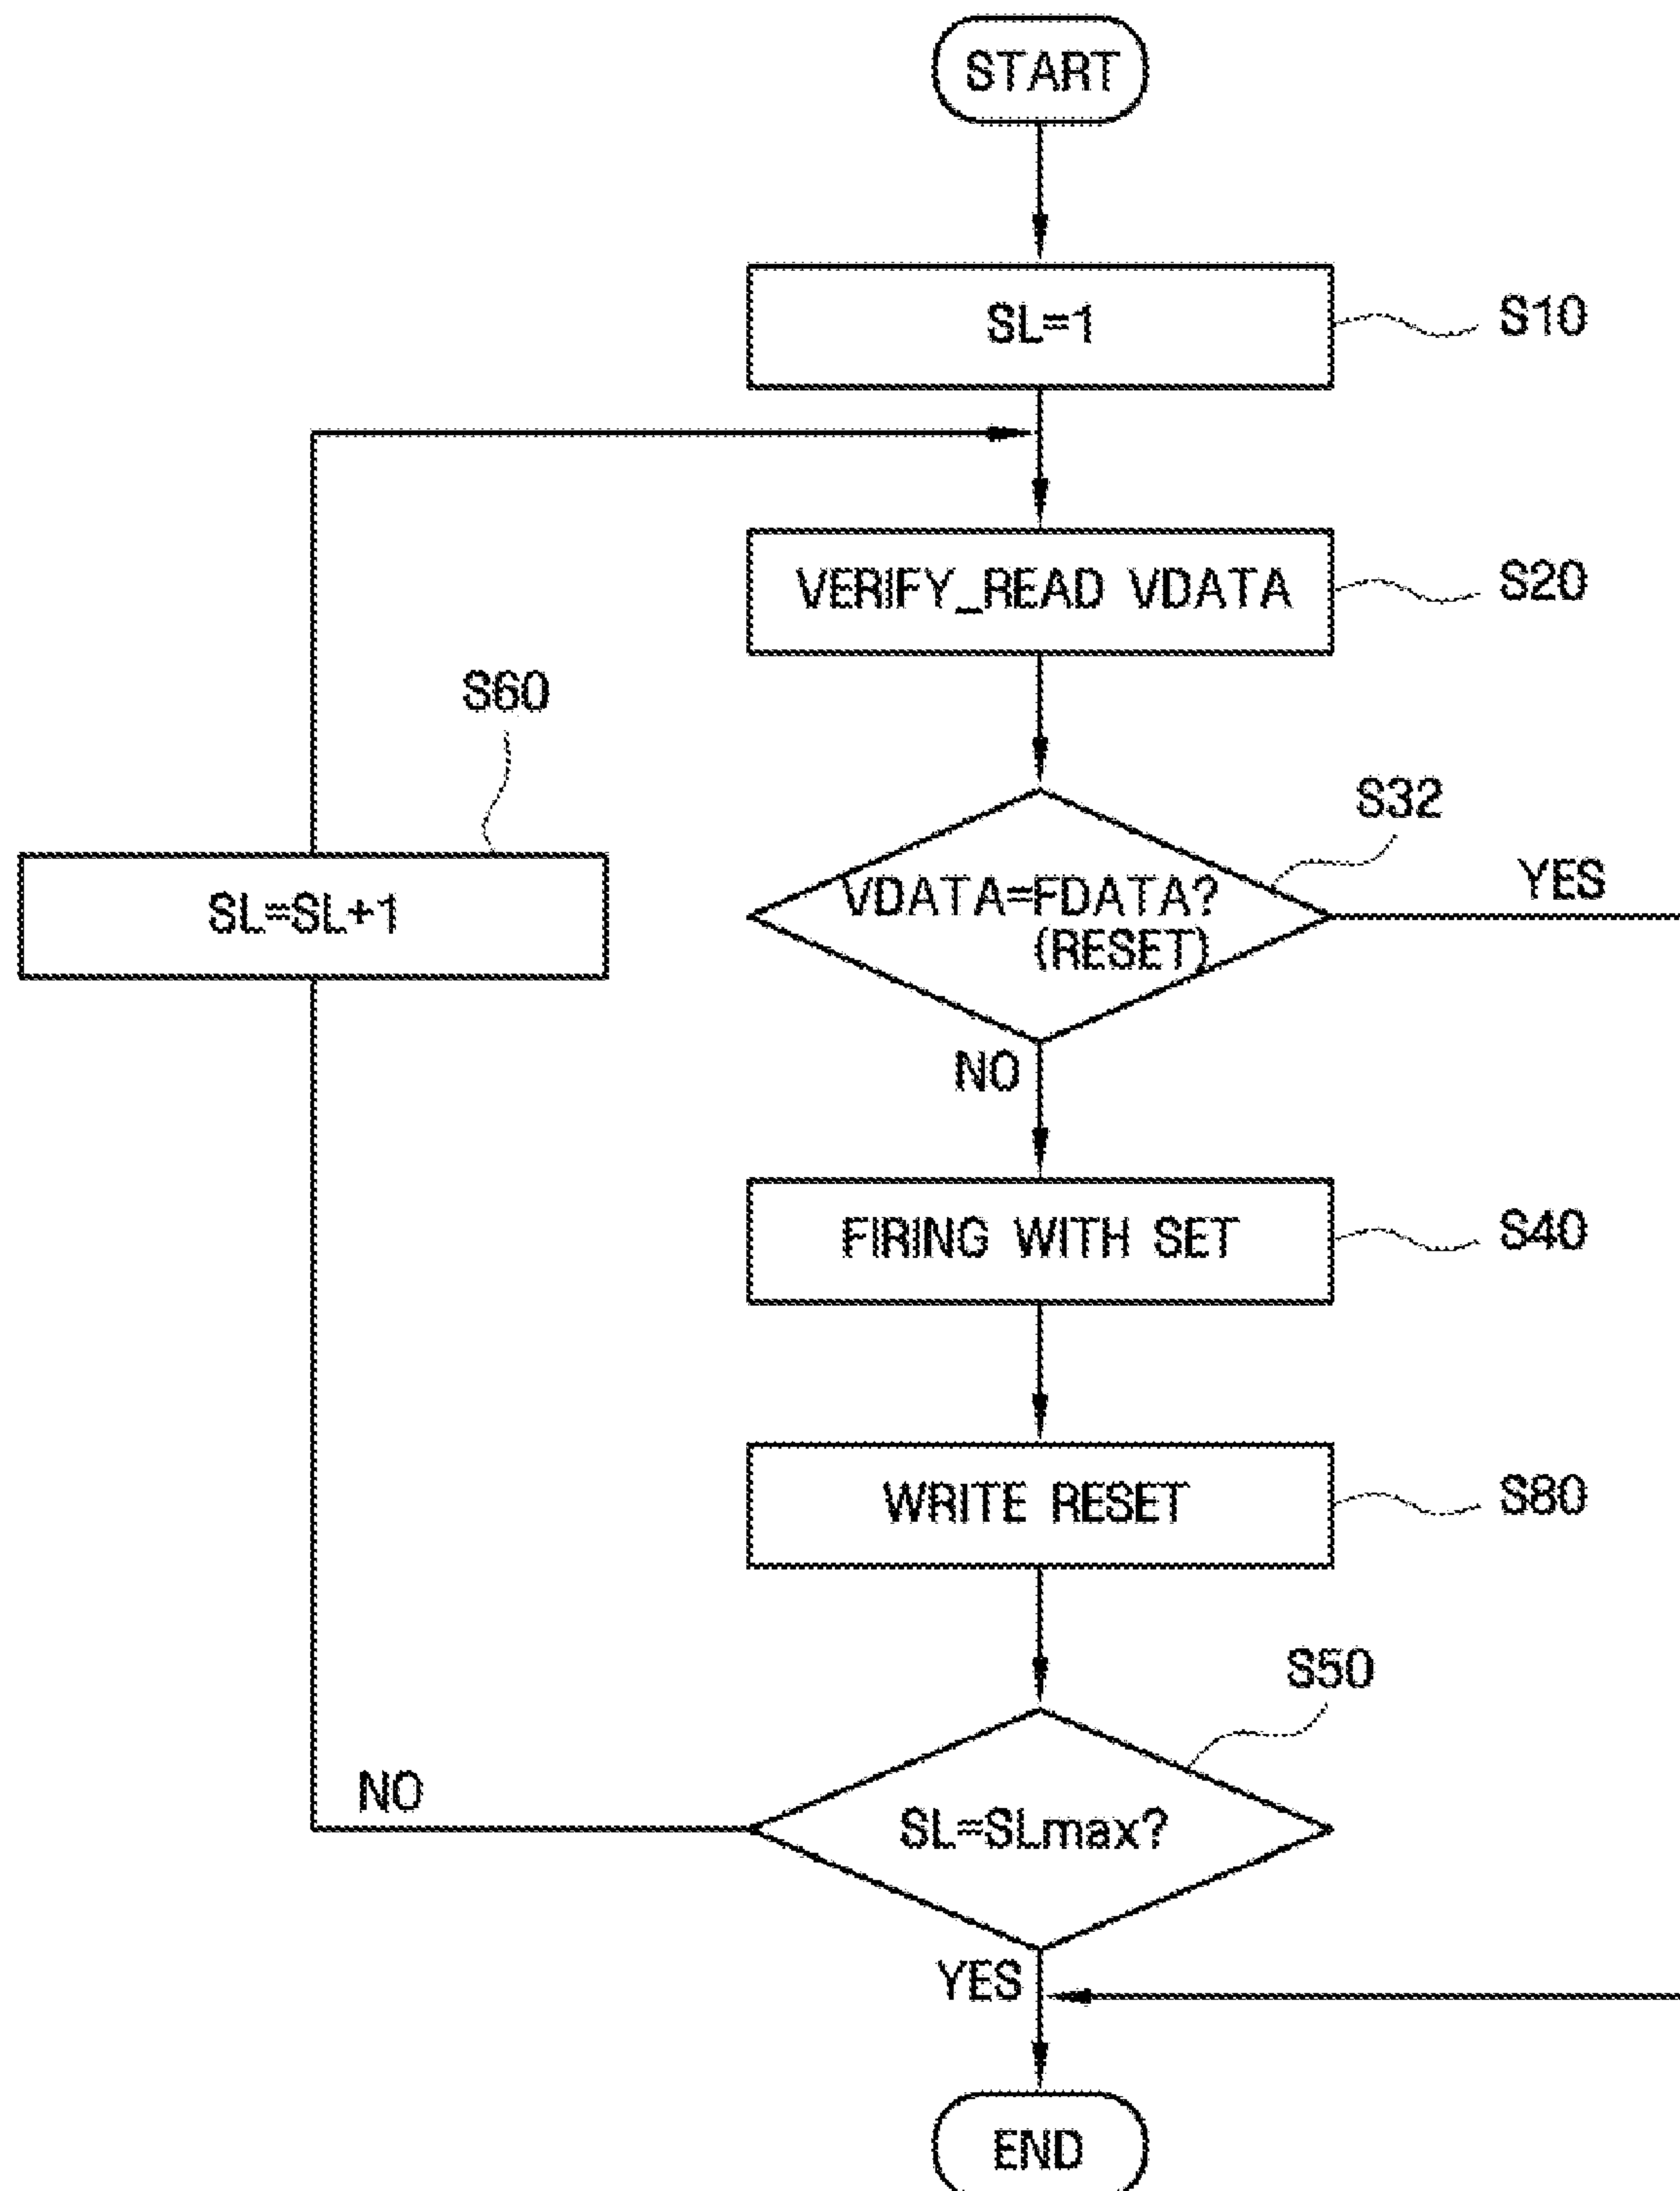 START
SL=1
S10
VERIFY_READ VDATA
S20
S60
SL=SL+1
S32
VDATA=FDATA?
(RESET)
YES
NO
FIRING WITH SET
S40
WRITE RESET
S80
S50
SL=SLmax?
NO
YES
END